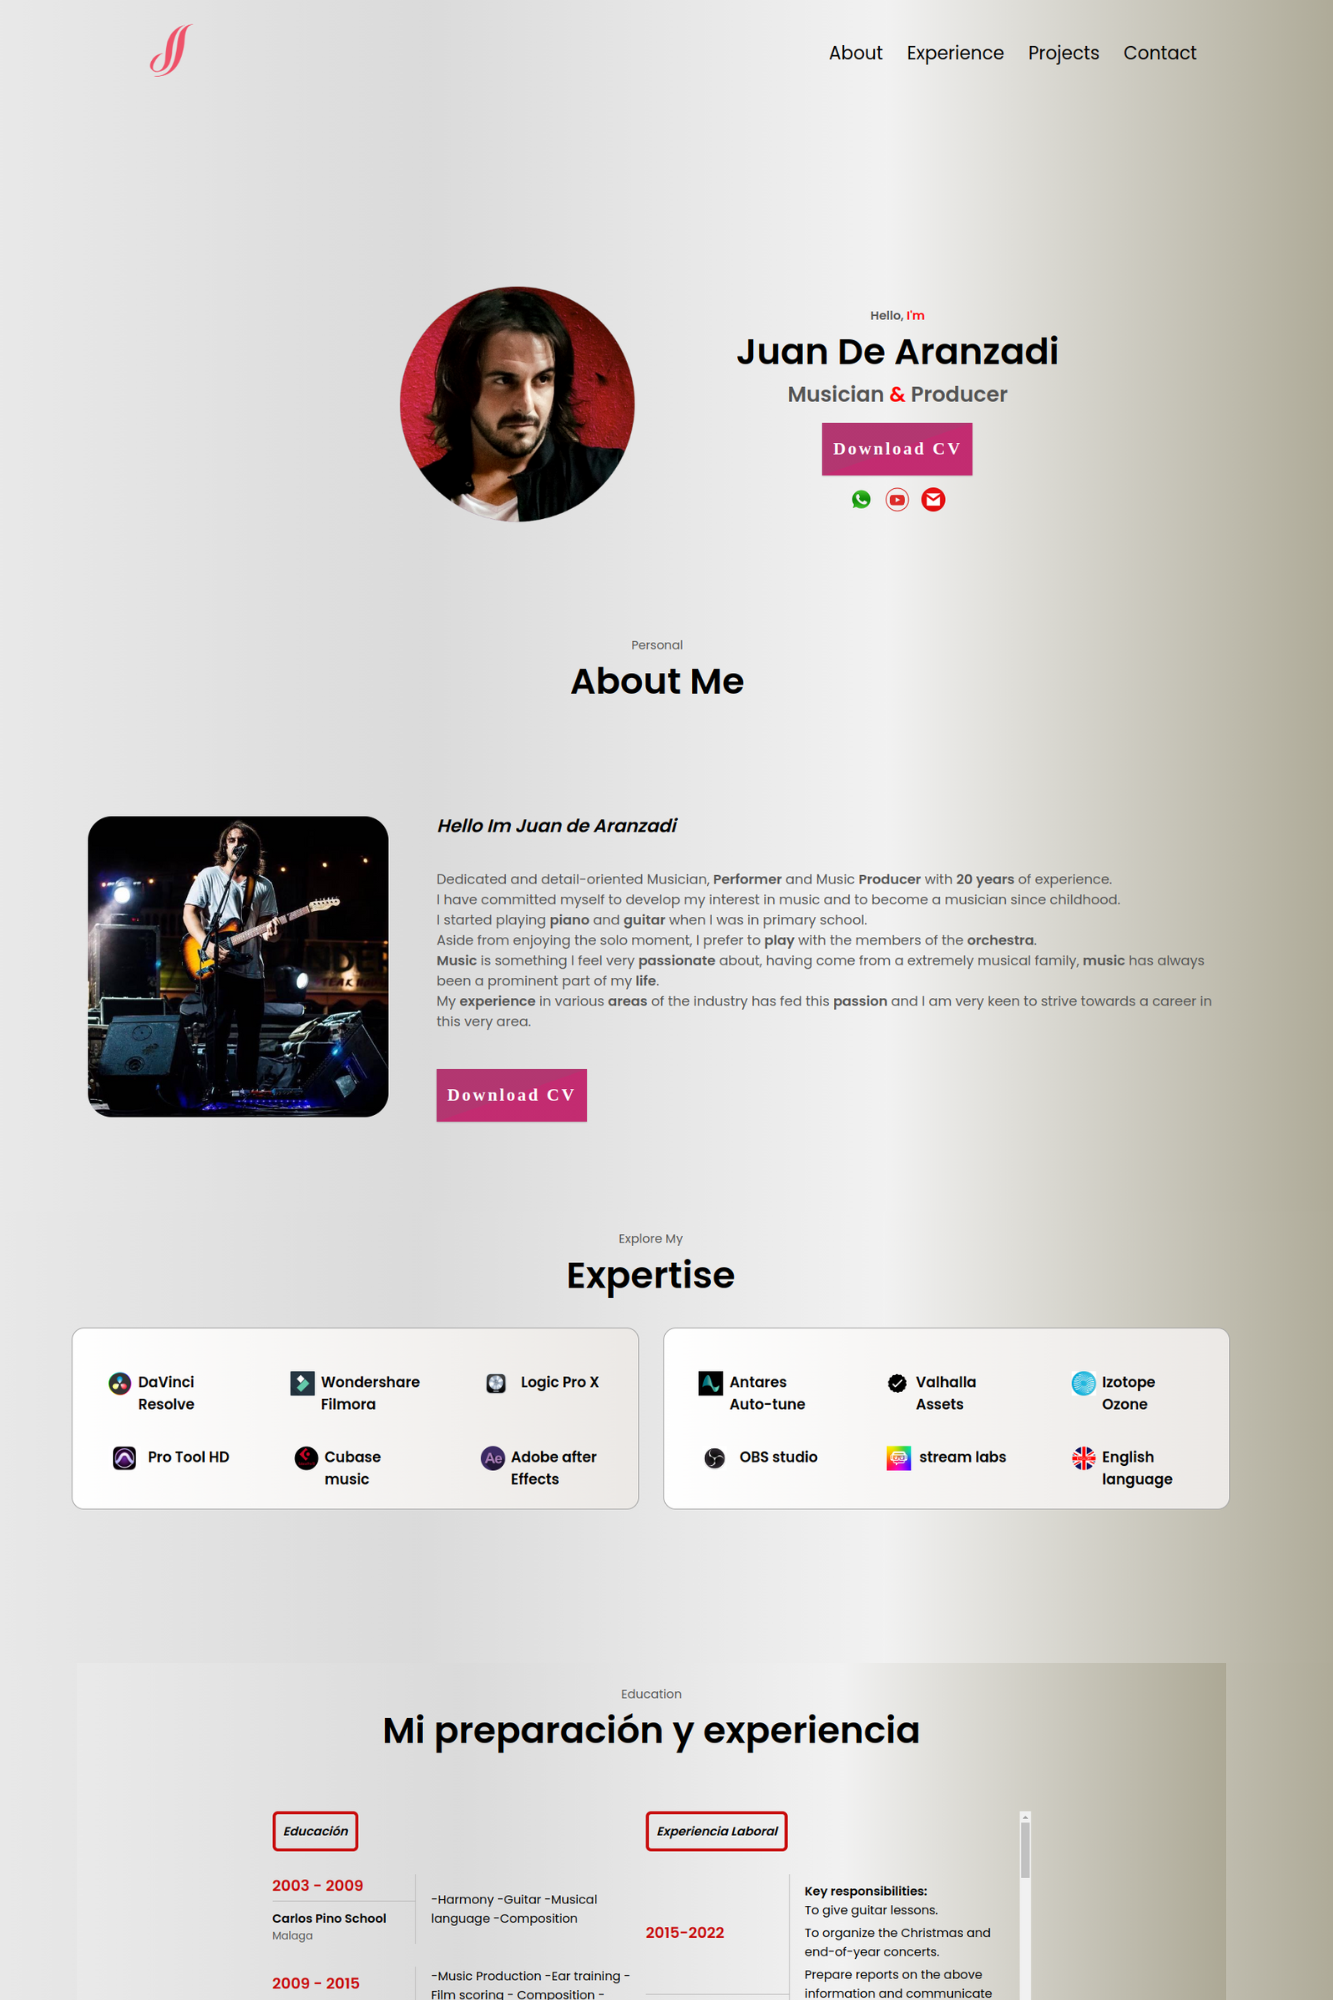 About Experience Projects Contact
Hello, I'm
Juan De Aranzadi
Musician & Producer
Download CV
Personal
About Me
Hello Im Juan de Aranzadi
Dedicated and detail-oriented Musician, Performer and Music Producer with 20 years of experience.
I have committed myself to develop my interest in music and to become a musician since childhood.
I started playing piano and guitar when I was in primary school.
Aside from enjoying the solo moment, I prefer to play with the members of the orchestra.
Music is something I feel very passionate about, having come from a extremely musical family, music has always
been a prominent part of my life.
My experience in various areas of the industry has fed this passion and I am very keen to strive towards a career in
this very area.
Download CV
Explore My
Expertise
DaVinci
Resolve
Wondershare
Filmora
Logic Pro X
Pro Tool HD
Cubase
music
Ae
Adobe after
Effects
Antares
Auto-tune
Valhalla
Assets
Izotope
Ozone
OBS studio
stream labs
English
language
Education
Mi preparación y experiencia
Educación
2003 - 2009
Carlos Pino School
Malaga
-Harmony -Guitar -Musical
language -Composition
2009 - 2015
-Music Production -Ear training -
Film scoring - Composition -
Experiencia Laboral
2015-2022
Key responsibilities:
To give guitar lessons.
To organize the Christmas and
end-of-year concerts.
Prepare reports on the above
information and communicate